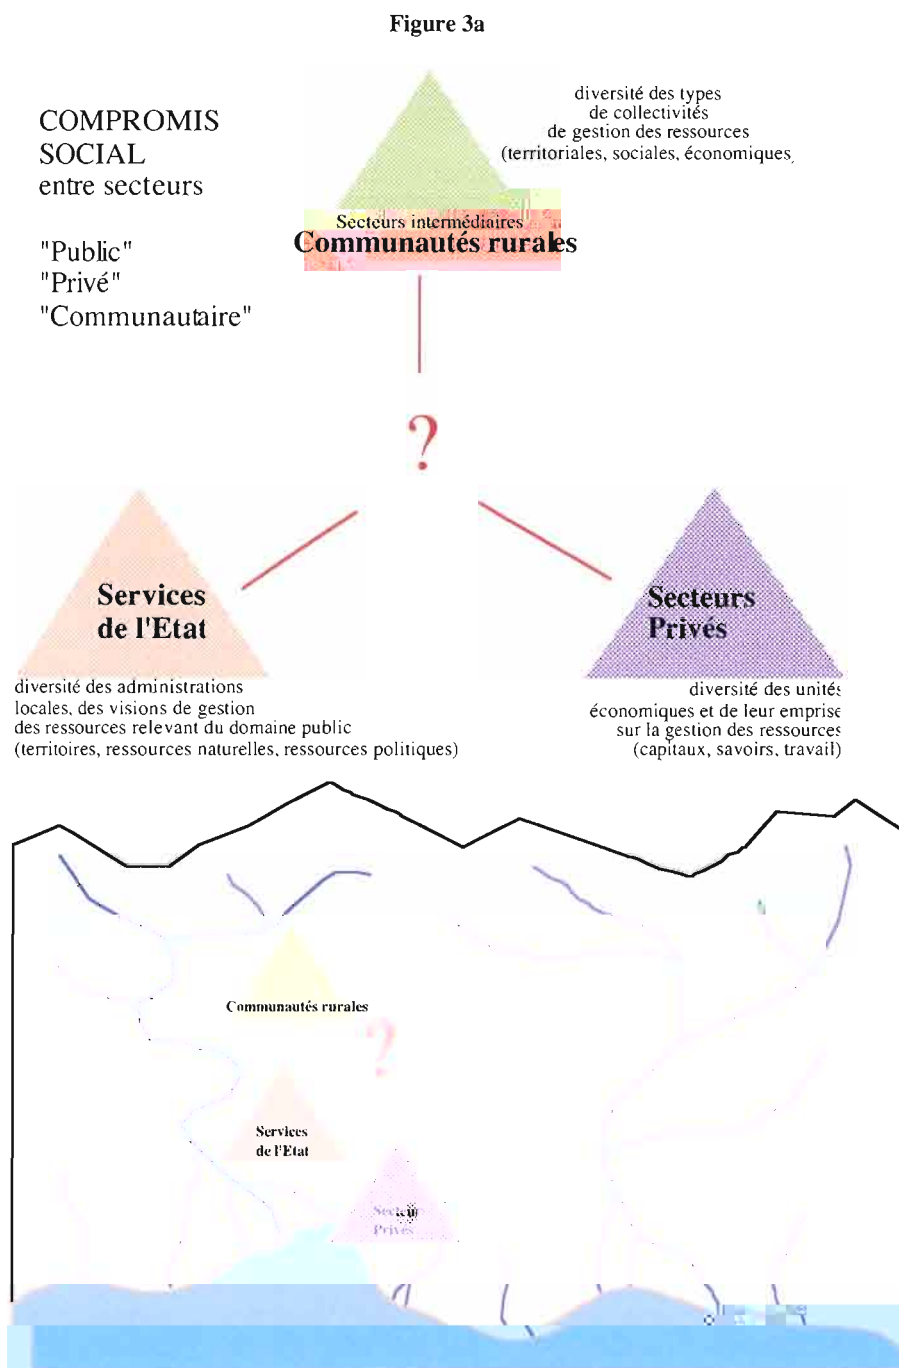 Figure 3a
COMPROMIS
SOCIAL
entre secteurs
"Public"
"Privé"
"Communautaire"
diversité des types
de collectivités
de gestion des ressources
(territoriales, sociales, économiques
Secteurs intermédiaires
Communautés rurales
?
Services
de l'Etat
Secteurs
Privés
diversité des administrations
locales, des visions de gestion
des ressources relevant du domaine public
(territoires, ressources naturelles, ressources politiques)
diversité des unités
économiques et de leur emprise
sur la gestion des ressources
(capitaux, savoirs, travail)
Communautés rurales
?
Services
de l'Etat
Secteurs
Privés